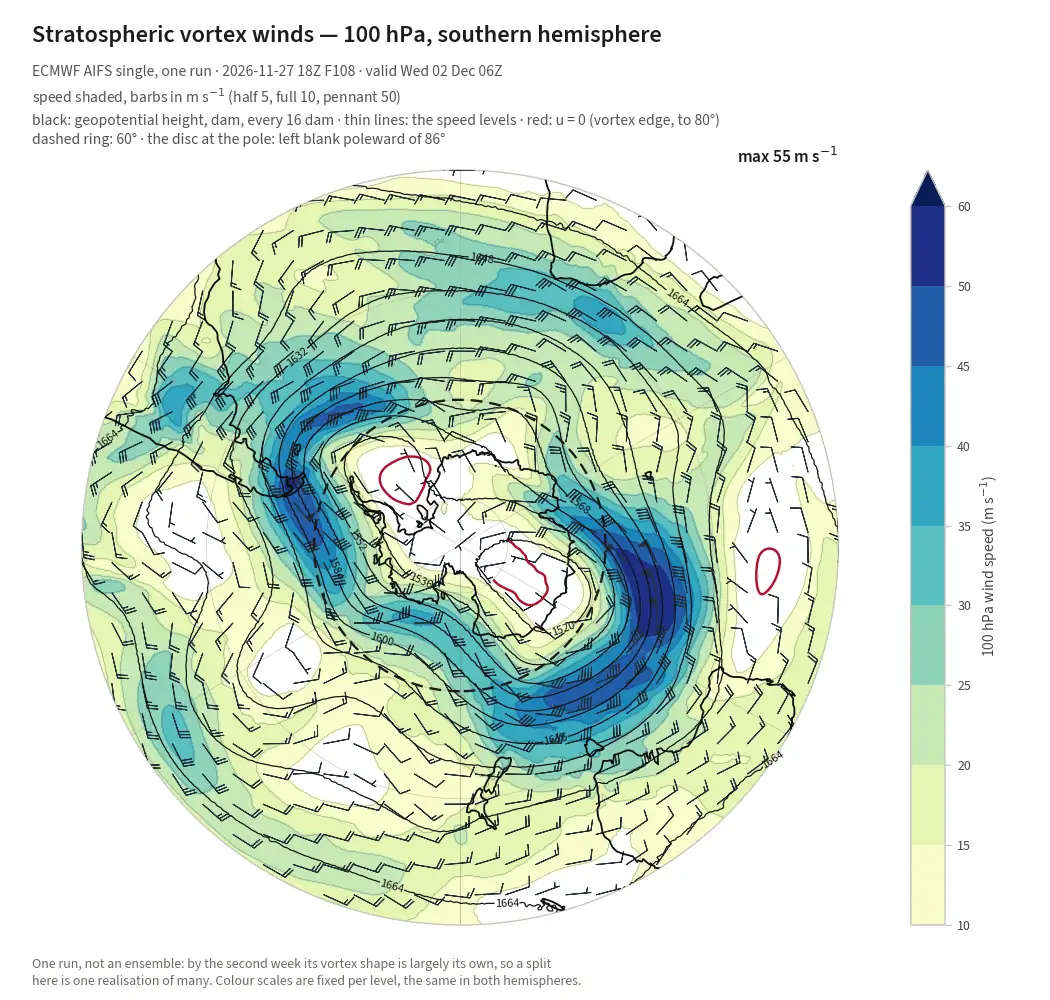 Stratospheric vortex winds — 100 hPa, southern hemisphere
ECMWF AIFS single, one run · 2026-11-27 18Z F108 · valid Wed 02 Dec 06Z
speed shaded, barbs in m s⁻¹ (half 5, full 10, pennant 50)
black: geopotential height, dam, every 16 dam · thin lines: the speed levels · red: u = 0 (vortex edge, to 80°)
dashed ring: 60° · the disc at the pole: left blank poleward of 86°
max 55 m s⁻¹
1648
1664
1632
1664
1568
1552
1584
1536
1520
1600
1616
1664
1664
1664
60
50
45
40
35
30
25
20
15
10
100 hPa wind speed (m s⁻¹)
One run, not an ensemble: by the second week its vortex shape is largely its own, so a split
here is one realisation of many. Colour scales are fixed per level, the same in both hemispheres.